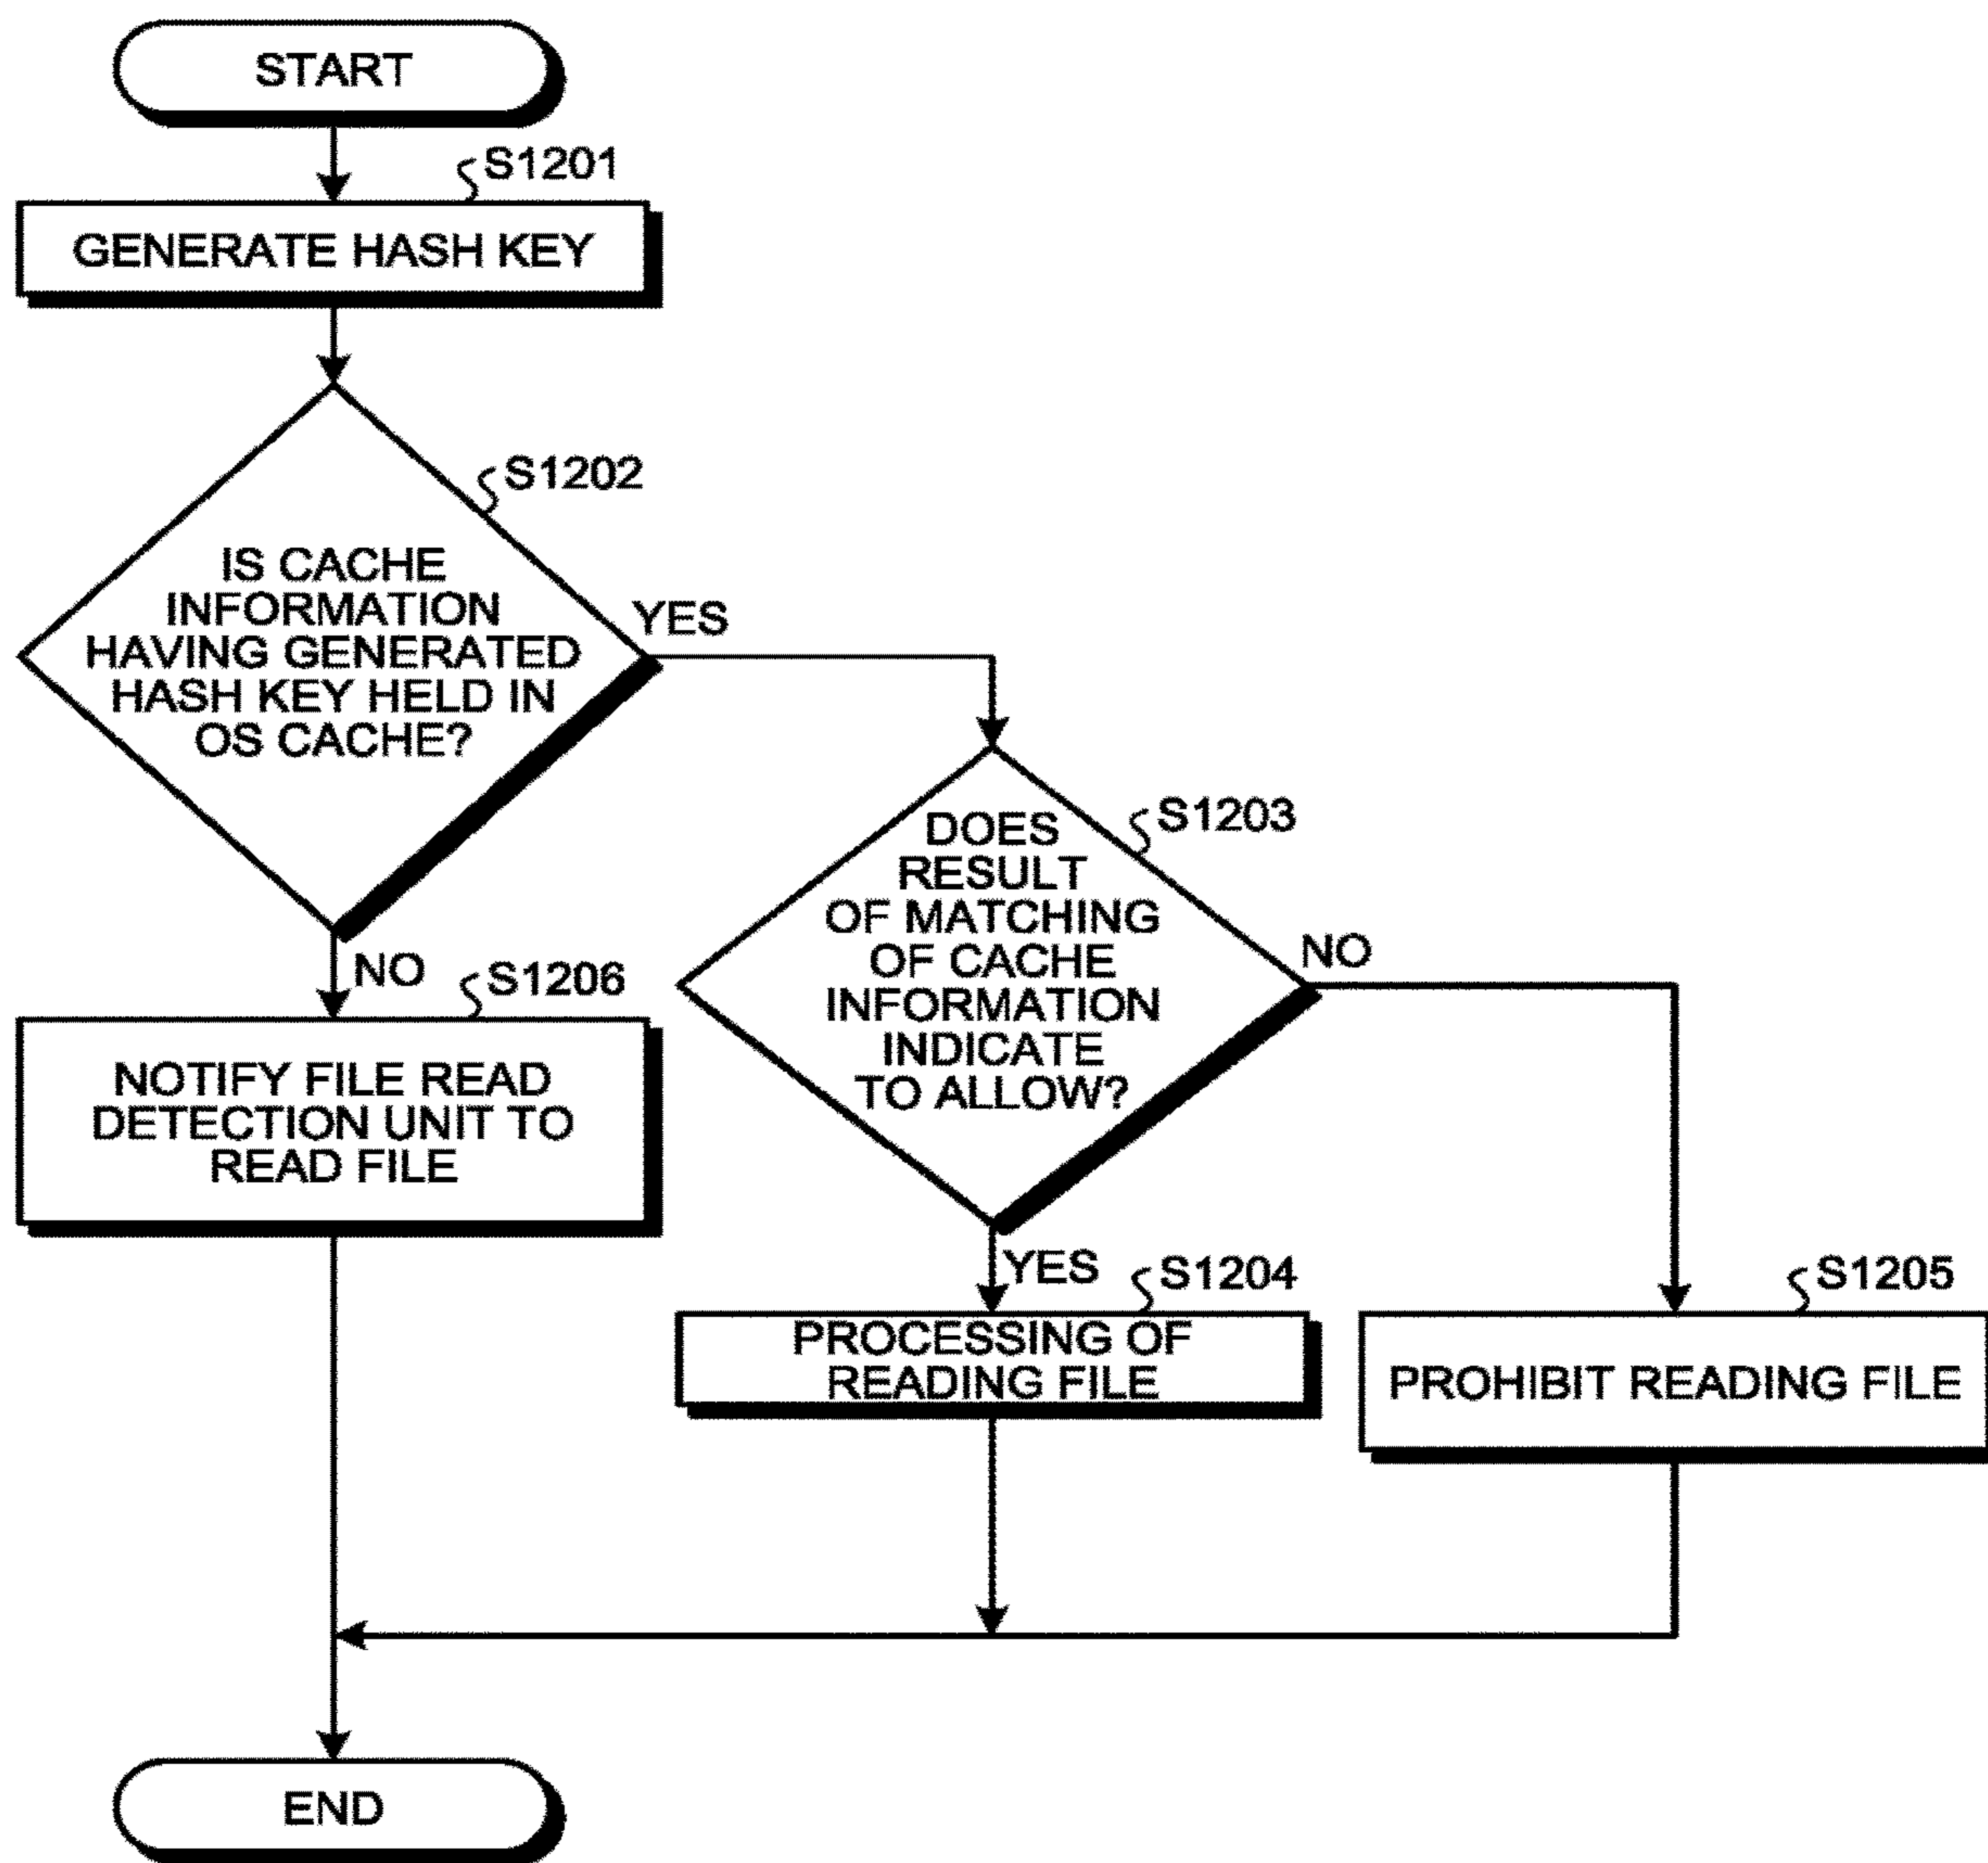 START
S1201
GENERATE HASH KEY
S1202
IS CACHE
INFORMATION
HAVING GENERATED
HASH KEY HELD IN
OS CACHE?
YES
S1203
DOES
RESULT
OF MATCHING
OF CACHE
INFORMATION
INDICATE
TO ALLOW?
NO
NO
S1206
NOTIFY FILE READ
DETECTION UNIT TO
READ FILE
YES
S1204
PROCESSING OF
READING FILE
S1205
PROHIBIT READING FILE
END